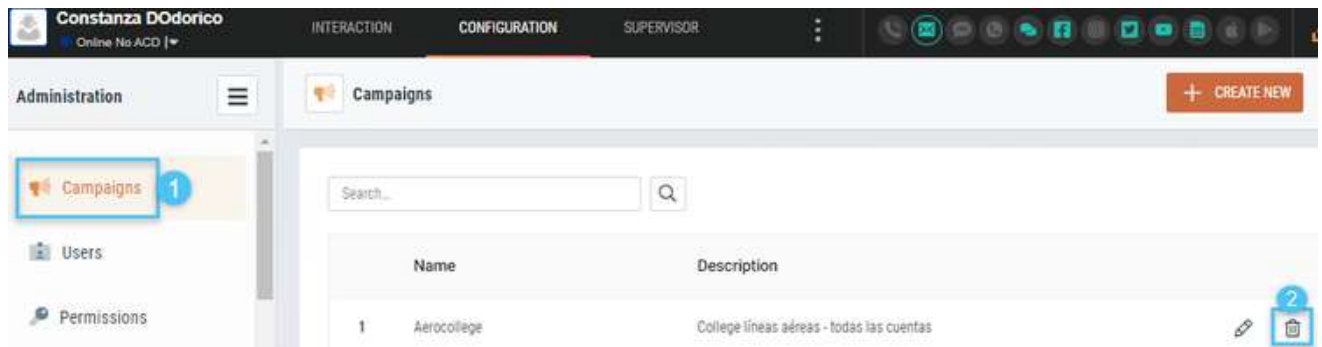 Constanza DOdorico
Online No ACD
INTERACTION
CONFIGURATION
SUPERVISOR
Administration
Campaigns
+ CREATE NEW
Campaigns
1
Search...
Users
Name
Description
2
Permissions
1
Aerocollege
College líneas aéreas - todas las cuentas